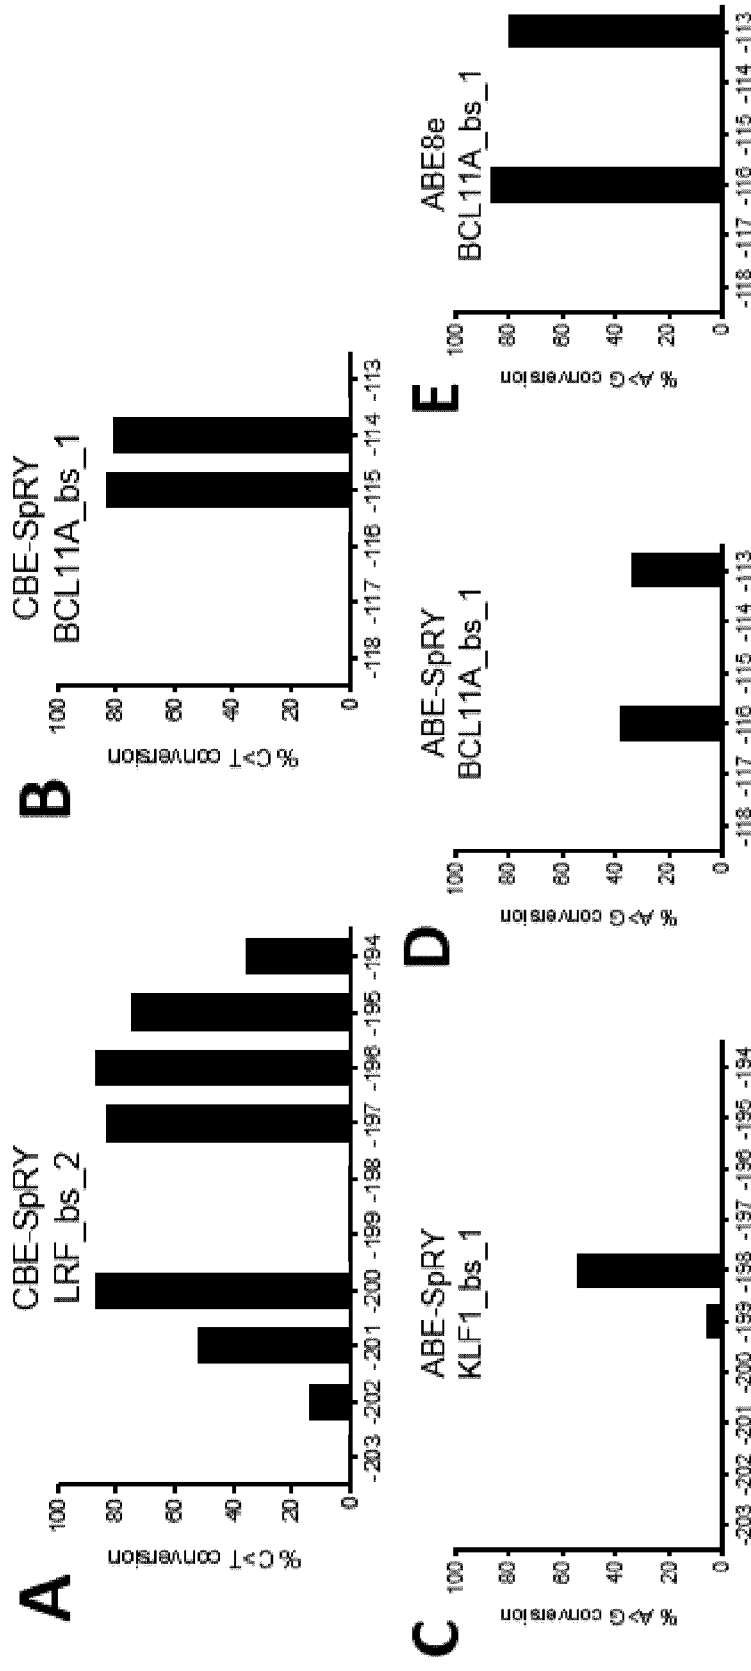 A
CBE-SpRY
LRF_bs_2
% C>T conversion
100
80
60
40
20
0
-203 -202 -201 -200 -199 -198 -197 -196 -195 -194
B
CBE-SpRY
BCL11A_bs_1
% C>T conversion
100
80
60
40
20
0
-118 -117 -116 -115 -114 -113
C
ABE-SpRY
KLF1_bs_1
% A>G conversion
100
80
60
40
20
0
-203 -202 -201 -200 -199 -198 -197 -196 -195 -194
D
ABE-SpRY
BCL11A_bs_1
% A>G conversion
100
80
60
40
20
0
-118 -117 -116 -115 -114 -113
E
ABE8e
BCL11A_bs_1
% A>G conversion
100
80
60
40
20
0
-118 -117 -116 -115 -114 -113